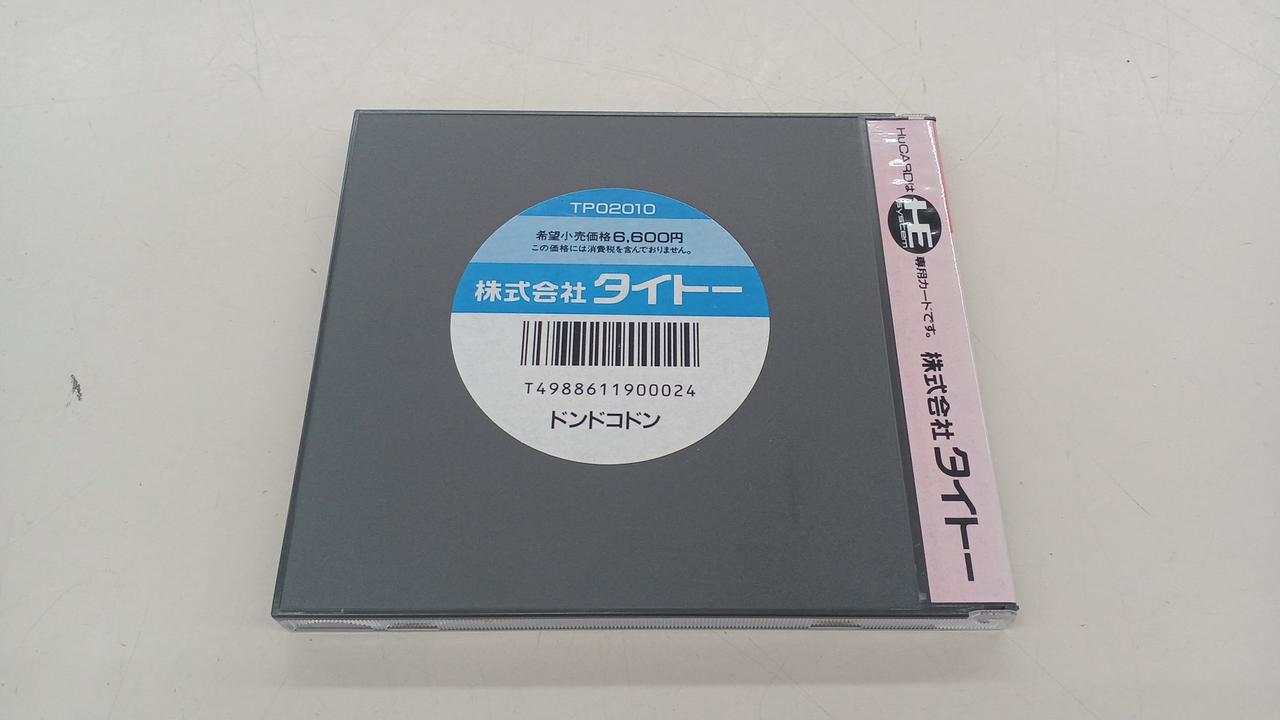 TP02010
希望小売価格6,600円
この価格には消費税を含んでおりません。
株式会社 タイトー
T4988611900024
ドンドコドン
HuCARDは HE SYSTEM 専用カードです。 株式会社 タイトー